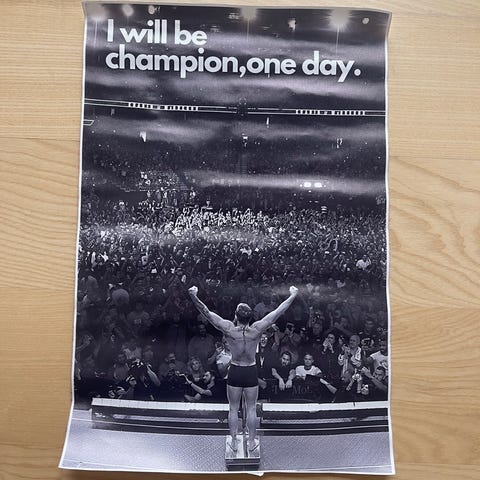 I will be
champion,one day.